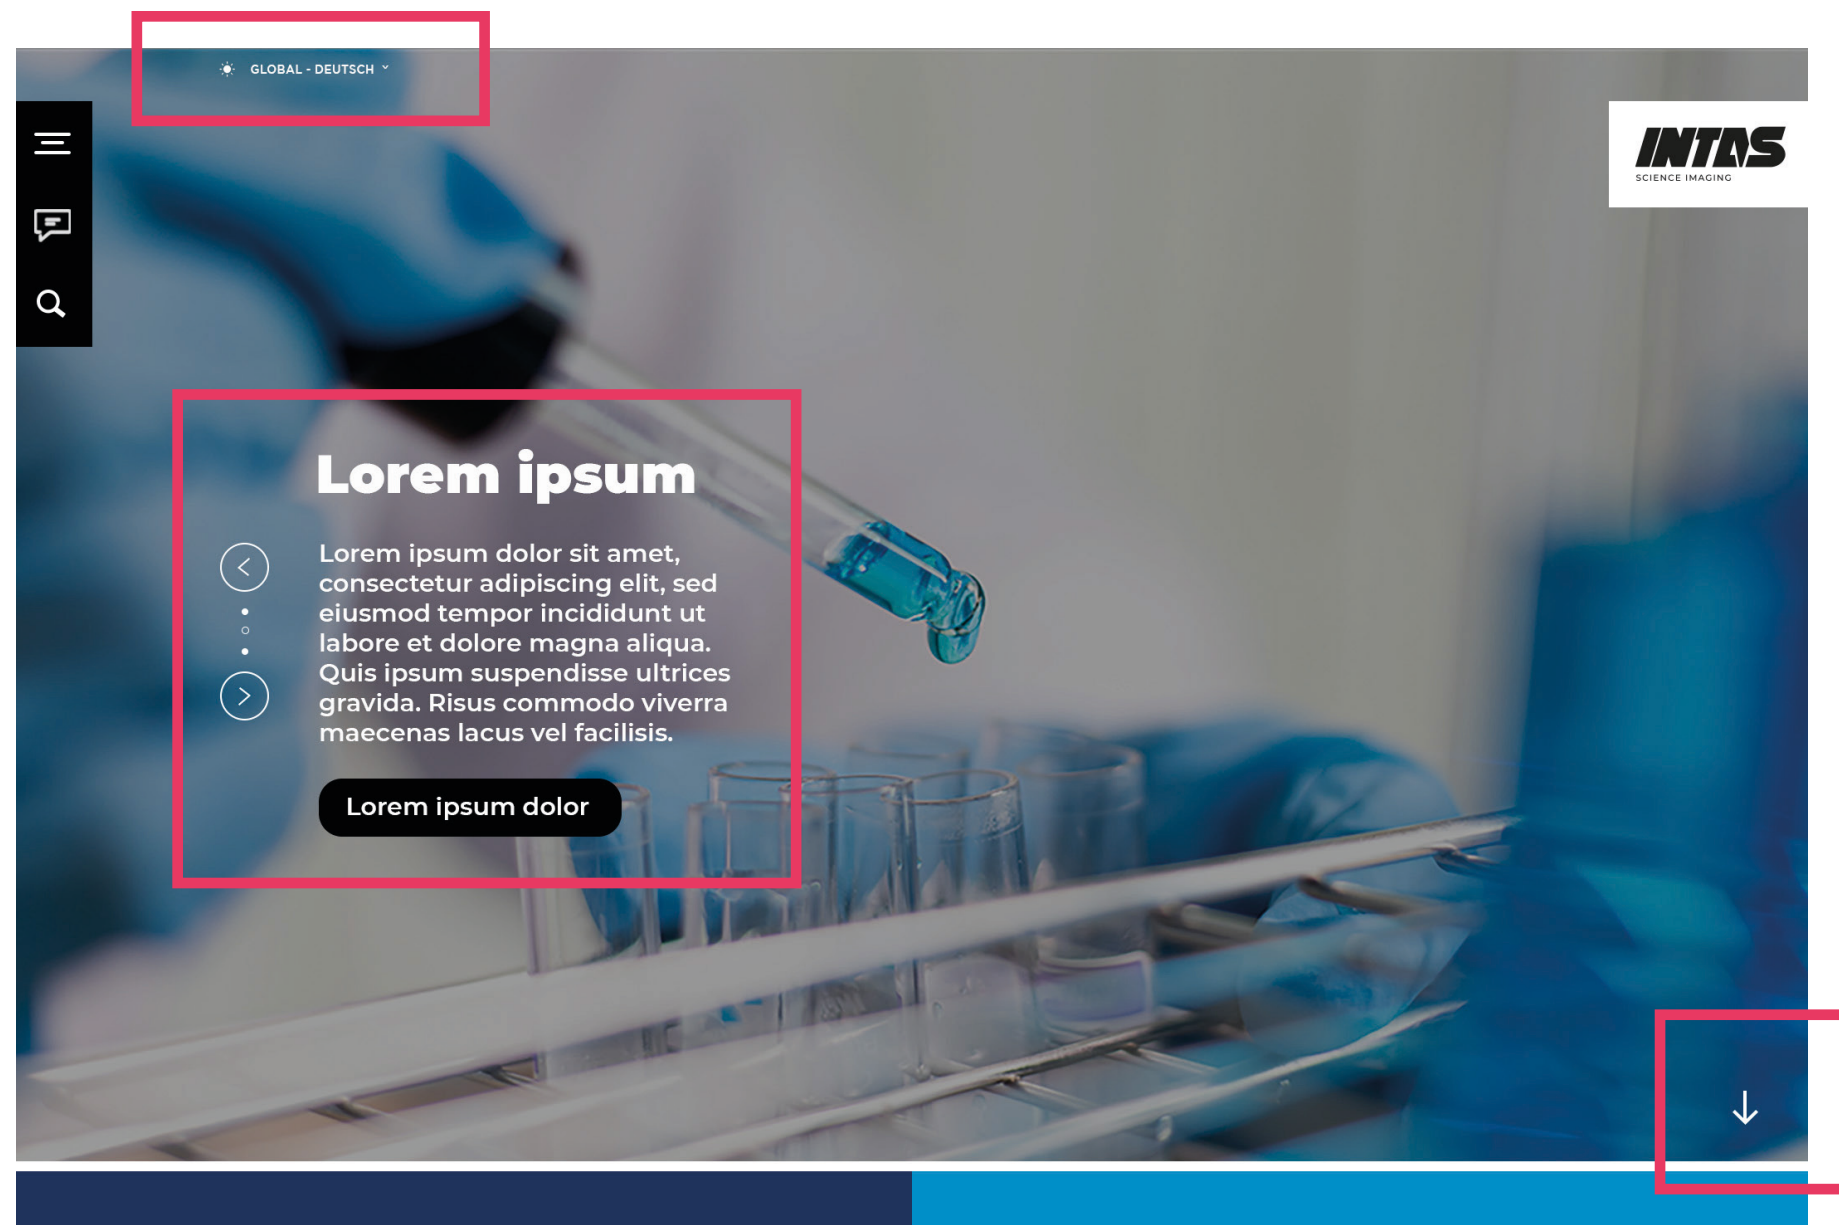 GLOBAL - DEUTSCH
INTAS
SCIENCE IMAGING
Lorem ipsum
Lorem ipsum dolor sit amet,
consectetur adipiscing elit, sed
eiusmod tempor incididunt ut
labore et dolore magna aliqua.
Quis ipsum suspendisse ultrices
gravida. Risus commodo viverra
maecenas lacus vel facilisis.
Lorem ipsum dolor